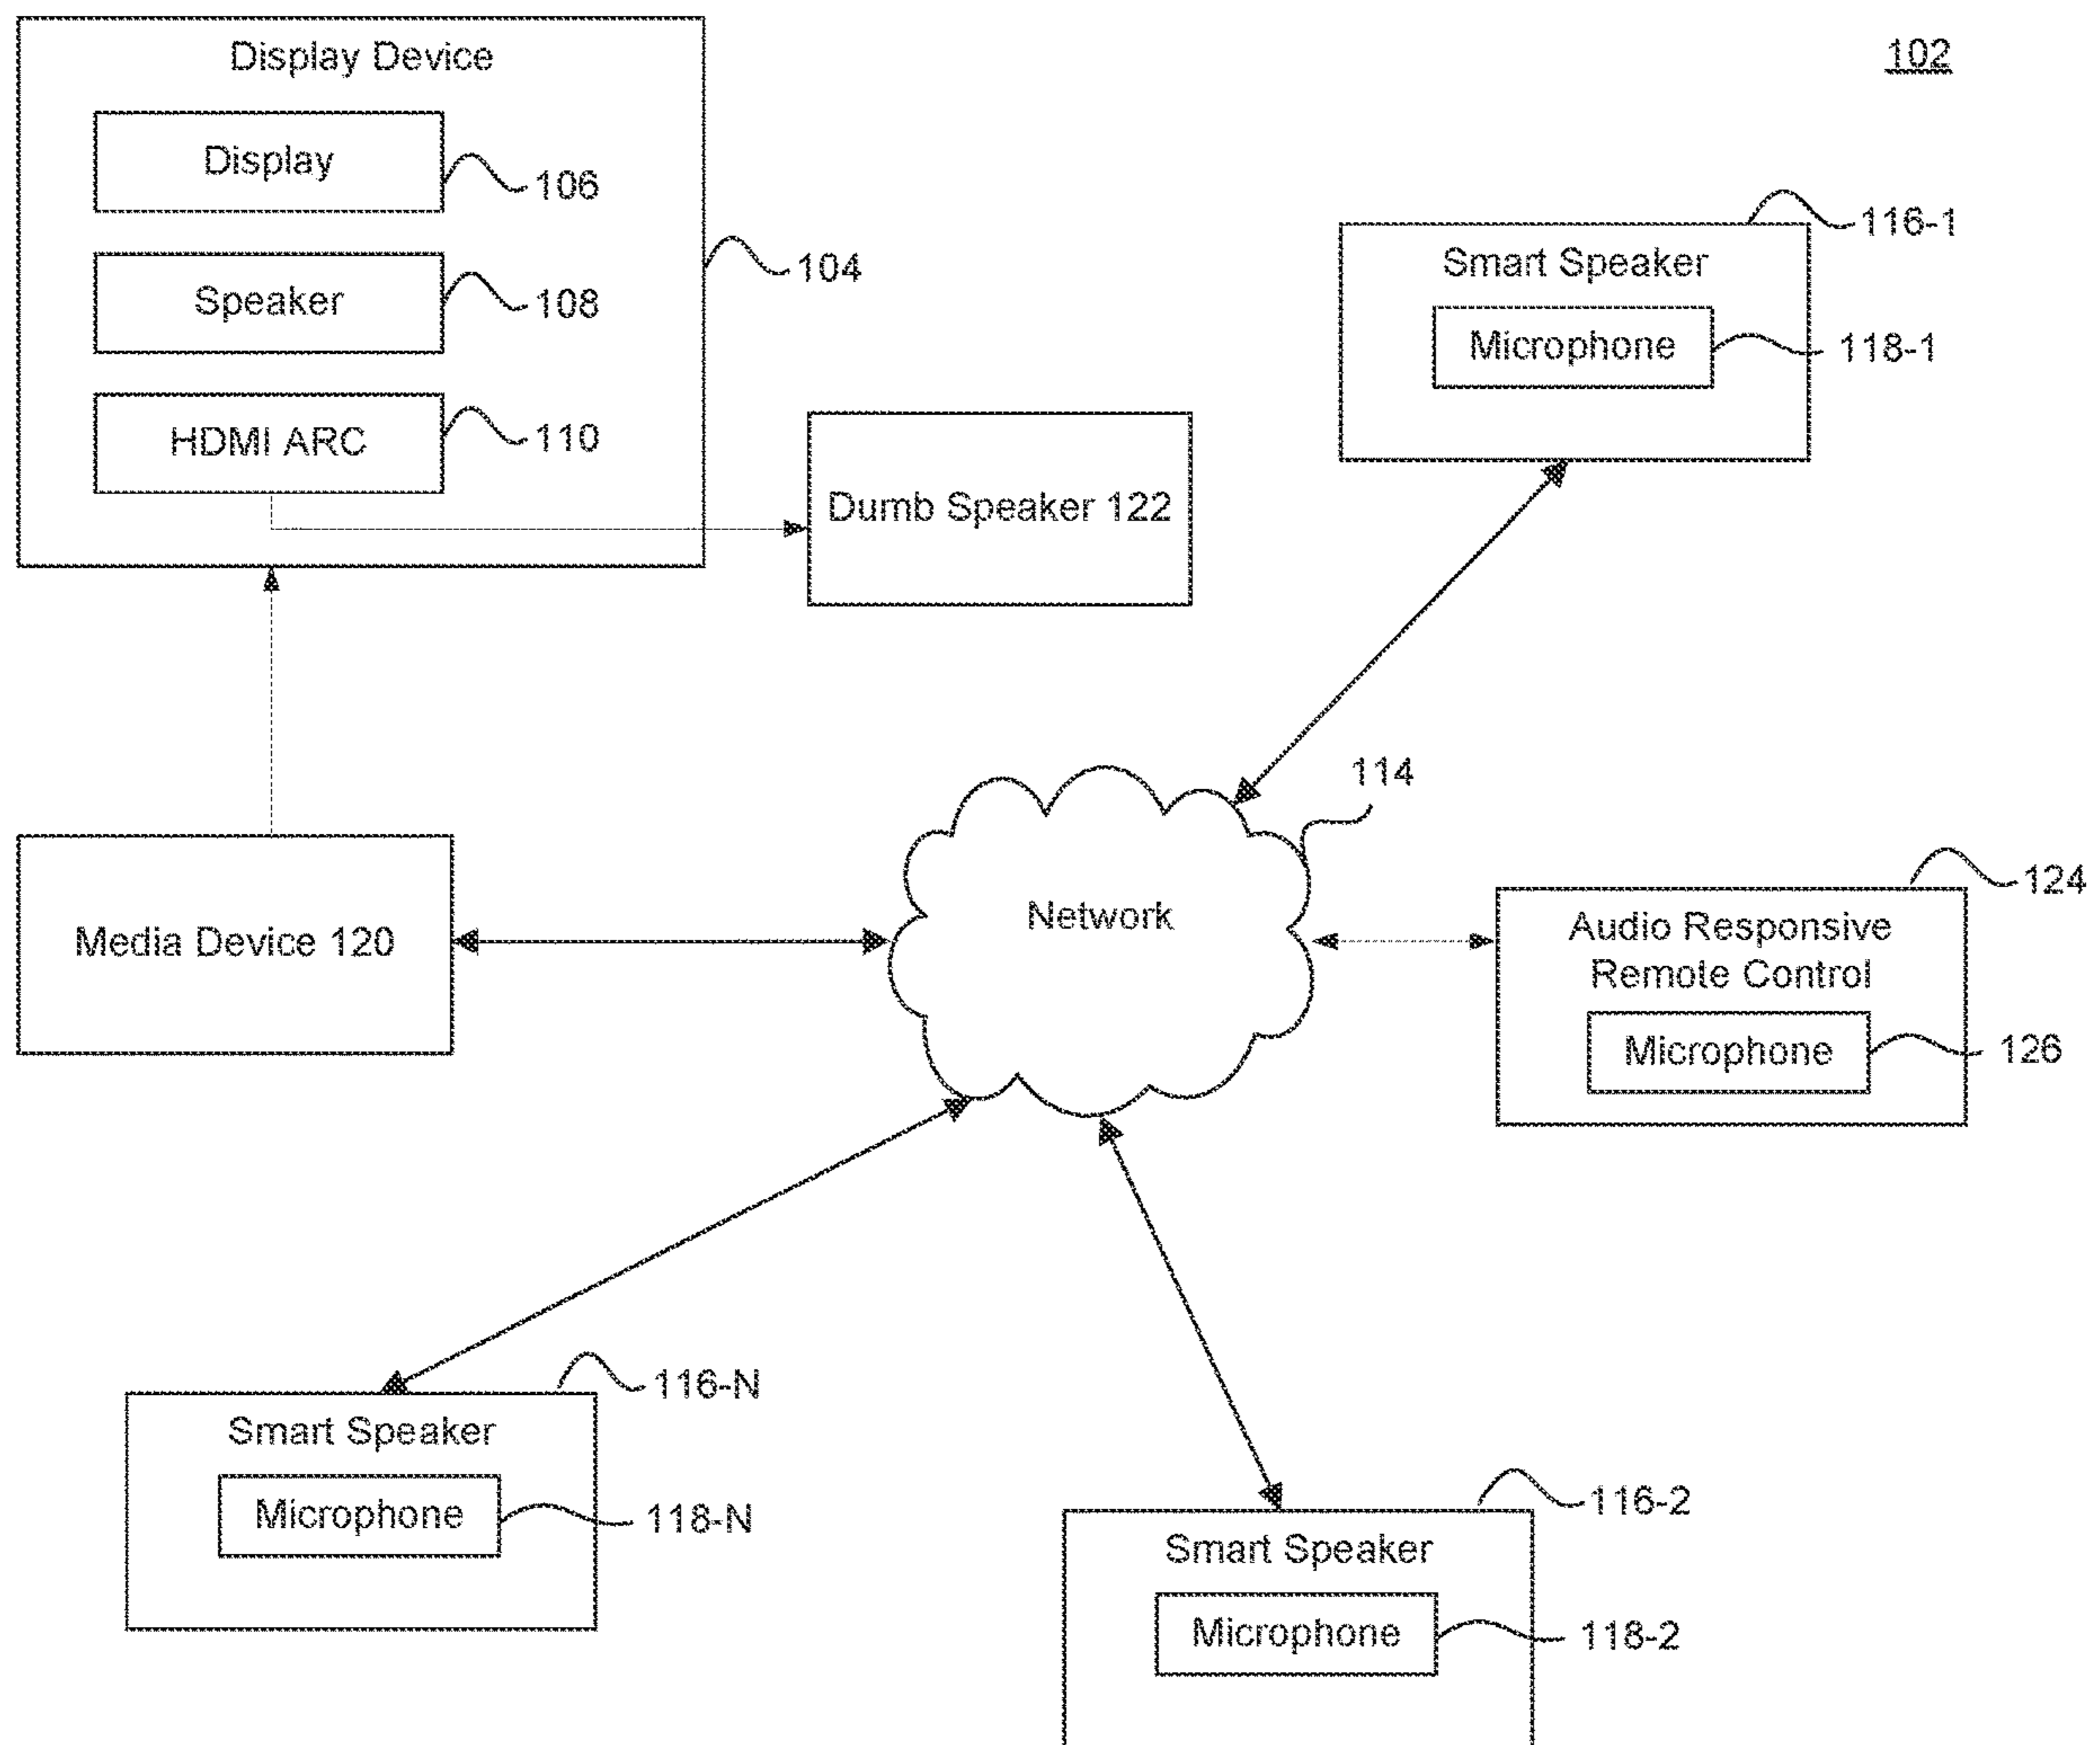 102
Display Device
Display
106
Speaker
108
104
HDMI ARC
110
Dumb Speaker 122
116-1
Smart Speaker
Microphone
118-1
114
Network
Media Device 120
124
Audio Responsive
Remote Control
Microphone
126
116-N
Smart Speaker
Microphone
118-N
116-2
Smart Speaker
Microphone
118-2